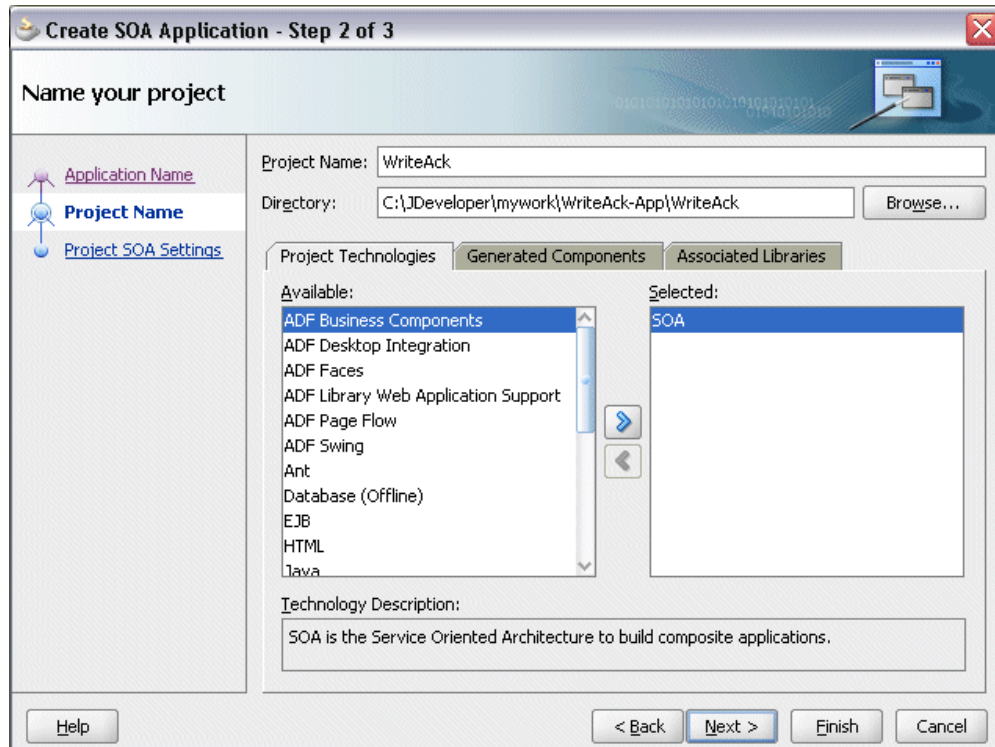 Create SOA Application - Step 2 of 3
Name your project
Application Name
Project Name
Project SOA Settings
Project Name: WriteAck
Directory: C:\JDeveloper\mywork\WriteAck-App\WriteAck Browse...
Project Technologies Generated Components Associated Libraries
Available: Selected:
ADF Business Components SOA
ADF Desktop Integration
ADF Faces
ADF Library Web Application Support
ADF Page Flow
ADF Swing
Ant
Database (Offline)
EJB
HTML
Java
Technology Description:
SOA is the Service Oriented Architecture to build composite applications.
Help < Back Next > Finish Cancel